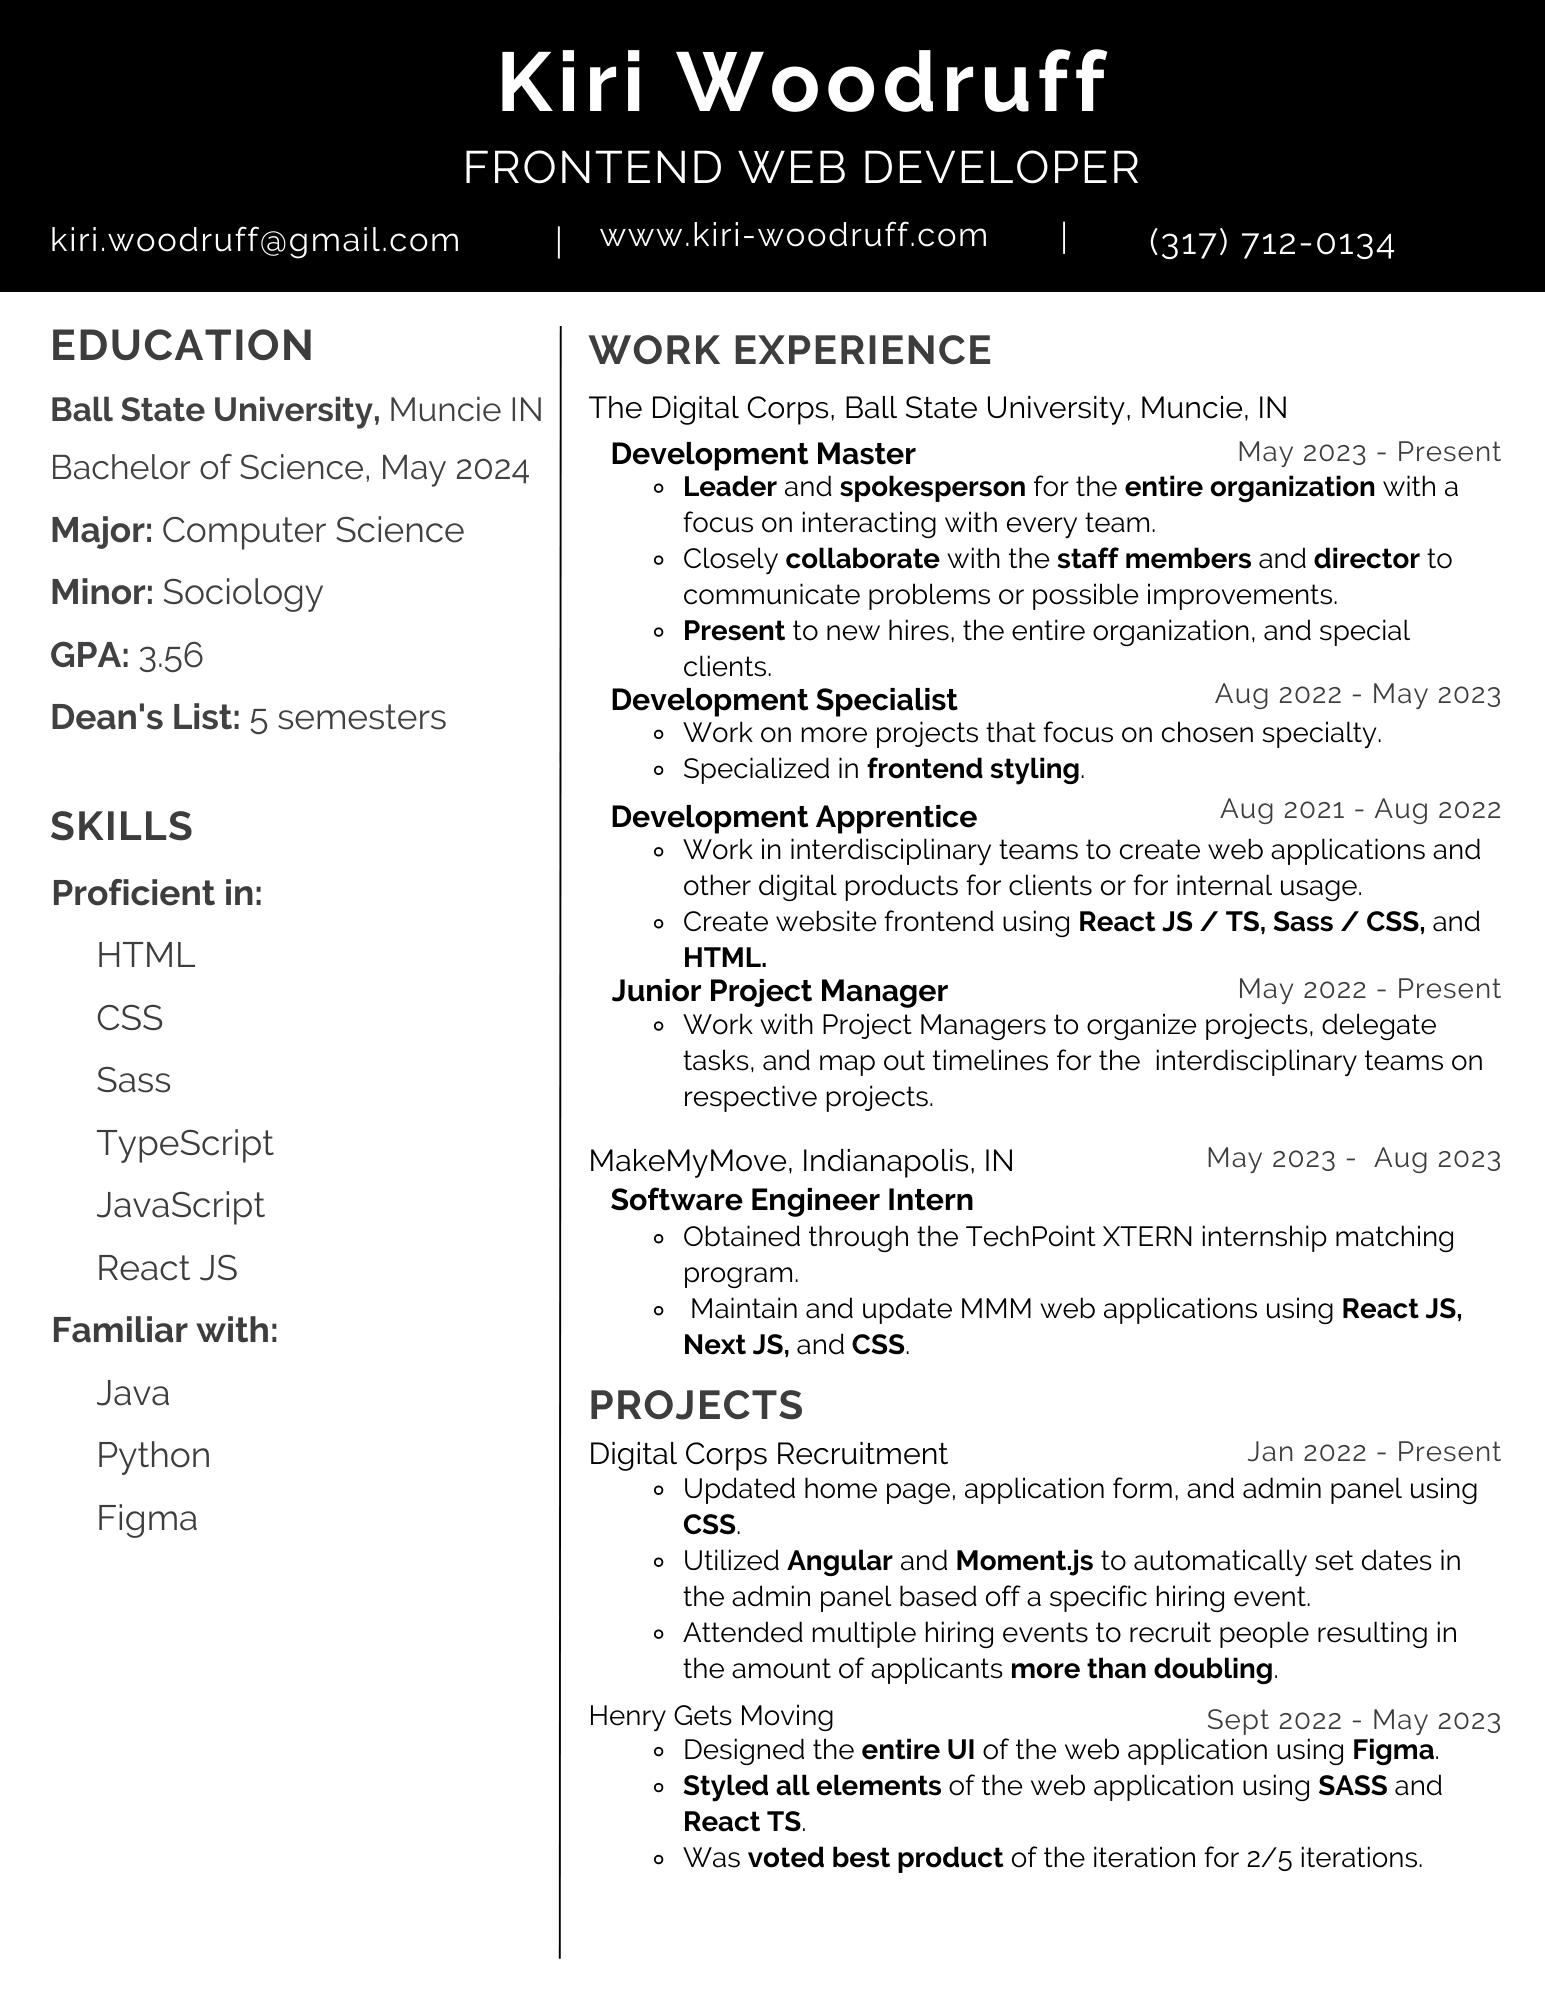 Kiri Woodruff
FRONTEND WEB DEVELOPER
kiri.woodruff@gmail.com | www.kiri-woodruff.com | (317) 712-0134
EDUCATION
Ball State University, Muncie IN
Bachelor of Science, May 2024
Major: Computer Science
Minor: Sociology
GPA: 3.56
Dean's List: 5 semesters
SKILLS
Proficient in:
HTML
CSS
Sass
TypeScript
JavaScript
React JS
Familiar with:
Java
Python
Figma
WORK EXPERIENCE
The Digital Corps, Ball State University, Muncie, IN
Development Master May 2023 - Present
Leader and spokesperson for the entire organization with a
focus on interacting with every team.
Closely collaborate with the staff members and director to
communicate problems or possible improvements.
Present to new hires, the entire organization, and special
clients.
Development Specialist Aug 2022 - May 2023
Work on more projects that focus on chosen specialty.
Specialized in frontend styling.
Development Apprentice Aug 2021 - Aug 2022
Work in interdisciplinary teams to create web applications and
other digital products for clients or for internal usage.
Create website frontend using React JS / TS, Sass / CSS, and
HTML.
Junior Project Manager May 2022 - Present
Work with Project Managers to organize projects, delegate
tasks, and map out timelines for the  interdisciplinary teams on
respective projects.
MakeMyMove, Indianapolis, IN May 2023 -  Aug 2023
Software Engineer Intern
Obtained through the TechPoint XTERN internship matching
program.
Maintain and update MMM web applications using React JS,
Next JS, and CSS.
PROJECTS
Digital Corps Recruitment Jan 2022 - Present
Updated home page, application form, and admin panel using
CSS.
Utilized Angular and Moment.js to automatically set dates in
the admin panel based off a specific hiring event.
Attended multiple hiring events to recruit people resulting in
the amount of applicants more than doubling.
Henry Gets Moving Sept 2022 - May 2023
Designed the entire UI of the web application using Figma.
Styled all elements of the web application using SASS and
React TS.
Was voted best product of the iteration for 2/5 iterations.